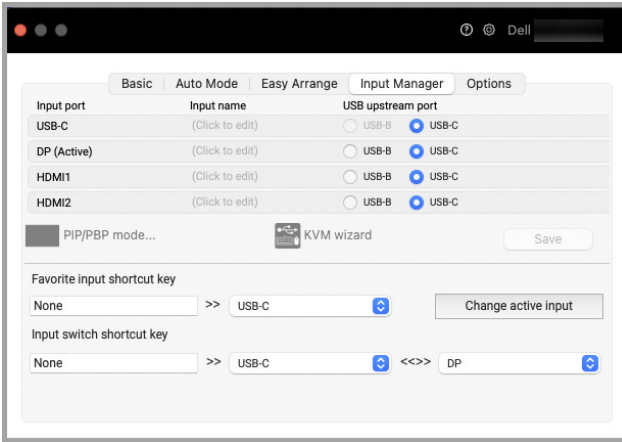 Dell
Basic Auto Mode Easy Arrange Input Manager Options
Input port Input name USB upstream port
USB-C (Click to edit) USB-B USB-C
DP (Active) (Click to edit) USB-B USB-C
HDMI1 (Click to edit) USB-B USB-C
HDMI2 (Click to edit) USB-B USB-C
PIP/PBP mode... KVM wizard Save
Favorite input shortcut key
None >> USB-C Change active input
Input switch shortcut key
None >> USB-C <<>> DP